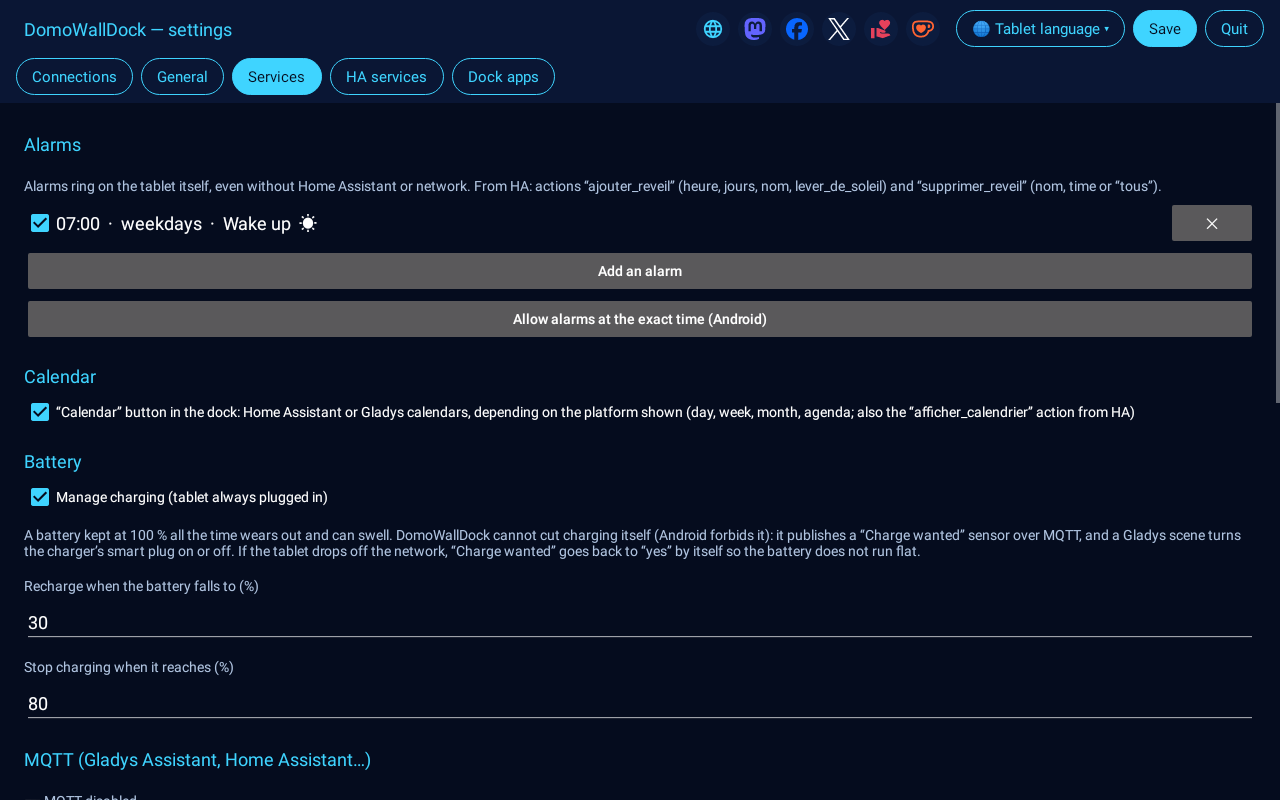 DomoWallDock — settings
Tablet language ▾
Save
Quit
Connections
General
Services
HA services
Dock apps
Alarms
Alarms ring on the tablet itself, even without Home Assistant or network. From HA: actions “ajouter_reveil” (heure, jours, nom, lever_de_soleil) and “supprimer_reveil” (nom, time or “tous”).
07:00 · weekdays · Wake up
Add an alarm
Allow alarms at the exact time (Android)
Calendar
“Calendar” button in the dock: Home Assistant or Gladys calendars, depending on the platform shown (day, week, month, agenda; also the “afficher_calendrier” action from HA)
Battery
Manage charging (tablet always plugged in)
A battery kept at 100 % all the time wears out and can swell. DomoWallDock cannot cut charging itself (Android forbids it): it publishes a “Charge wanted” sensor over MQTT, and a Gladys scene turns
the charger’s smart plug on or off. If the tablet drops off the network, “Charge wanted” goes back to “yes” by itself so the battery does not run flat.
Recharge when the battery falls to (%)
30
Stop charging when it reaches (%)
80
MQTT (Gladys Assistant, Home Assistant…)
MQTT disabled